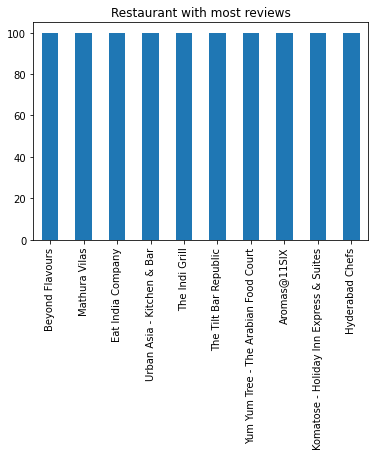 Restaurant with most reviews
100
80
60
40
20
0
Beyond Flavours
Mathura Vilas
Eat India Company
Urban Asia - Kitchen & Bar
The Indi Grill
The Tilt Bar Republic
Yum Yum Tree - The Arabian Food Court
Aromas@11SIX
Komatose - Holiday Inn Express & Suites
Hyderabad Chefs